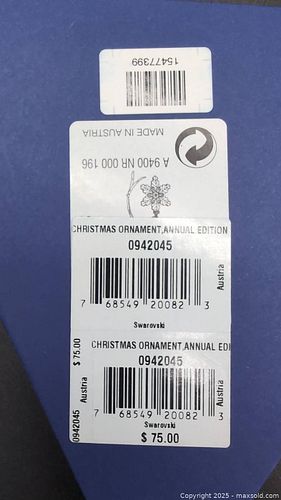 15477399
MADE IN AUSTRIA
A 9400 NR 000 196
CHRISTMAS ORNAMENT,ANNUAL EDITION
0942045
Austria
7 68549 20082 3
Swarovski
CHRISTMAS ORNAMENT,ANNUAL EDI
0942045
$ 75.00
Austria
0942045
Austria
7 68549 20082 3
Swarovski
$ 75.00
Copyright 2025 - maxsold.com